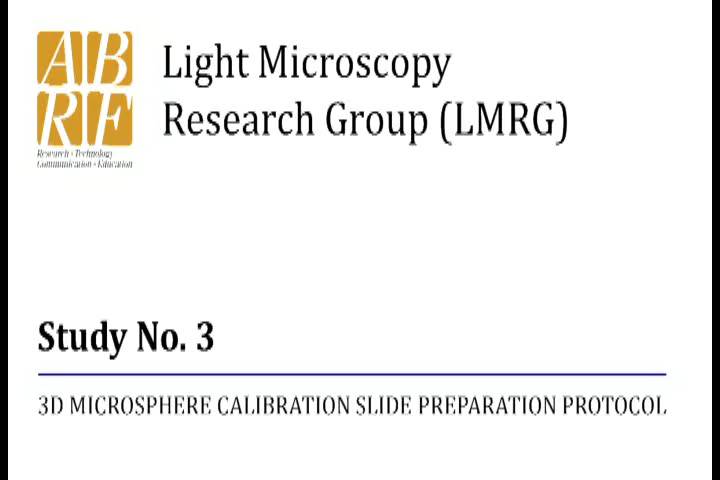 AB
RF
Research • Technology
Communication • Education
Light Microscopy
Research Group (LMRG)
Study No. 3
3D MICROSPHERE CALIBRATION SLIDE PREPARATION PROTOCOL